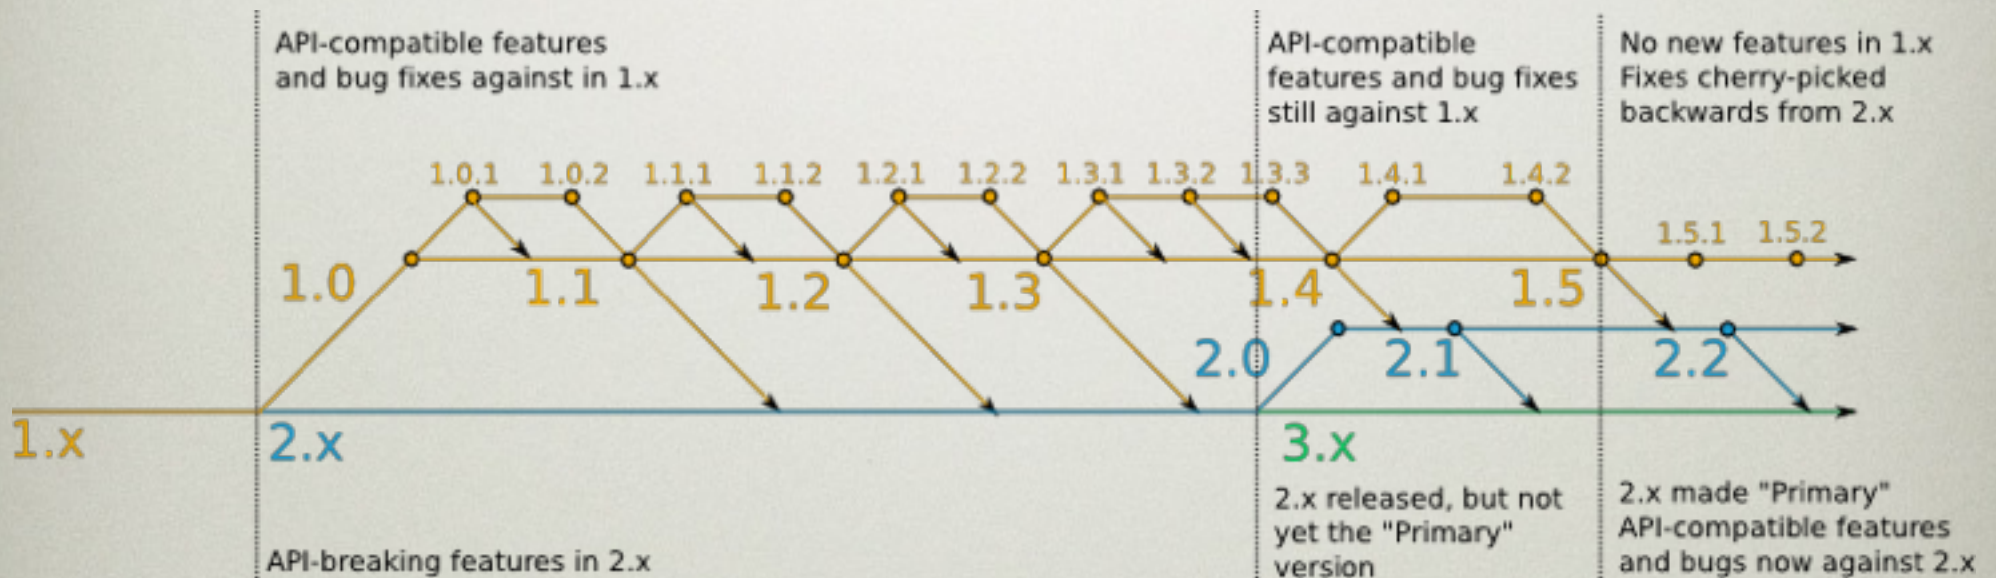 API-compatible features
and bug fixes against in 1.x
API-compatible
features and bug fixes
still against 1.x
No new features in 1.x
Fixes cherry-picked
backwards from 2.x
1.0.1 1.0.2 1.1.1 1.1.2 1.2.1 1.2.2 1.3.1 1.3.2 1.3.3 1.4.1 1.4.2
1.5.1 1.5.2
1.0 1.1 1.2 1.3 1.4 1.5
2.0 2.1 2.2
1.x 2.x 3.x
2.x released, but not
yet the "Primary"
version
2.x made "Primary"
API-compatible features
and bugs now against 2.x
API-breaking features in 2.x